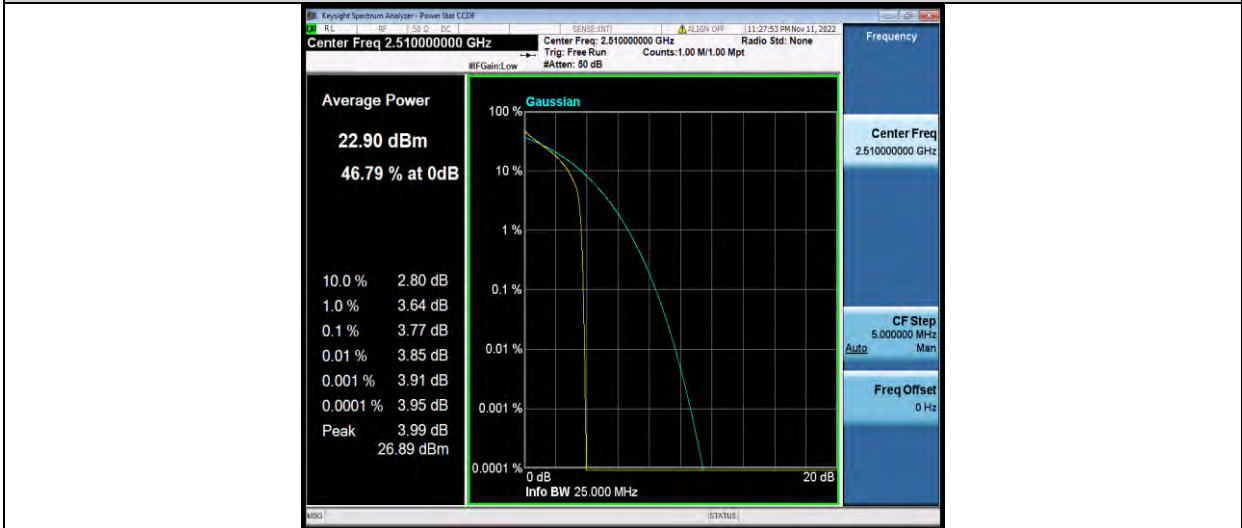 Keysight Spectrum Analyzer - Power Stat CCDF
RL RF 50 Ω DC SENSE:INT ALIGN OFF 11:27:53 PM Nov 11, 2022
Center Freq 2.510000000 GHz
Center Freq: 2.510000000 GHz Radio Std: None
Trig: Free Run Counts:1.00 M/1.00 Mpt
#IFGain:Low #Atten: 50 dB
Frequency
Average Power
22.90 dBm
46.79 % at 0dB
10.0 % 2.80 dB
1.0 % 3.64 dB
0.1 % 3.77 dB
0.01 % 3.85 dB
0.001 % 3.91 dB
0.0001 % 3.95 dB
Peak 3.99 dB
26.89 dBm
Gaussian
100 %
10 %
1 %
0.1 %
0.01 %
0.001 %
0.0001 %
0 dB 20 dB
Info BW 25.000 MHz
Center Freq
2.510000000 GHz
CF Step
5.000000 MHz
Auto Man
Freq Offset
0 Hz
MSG STATUS